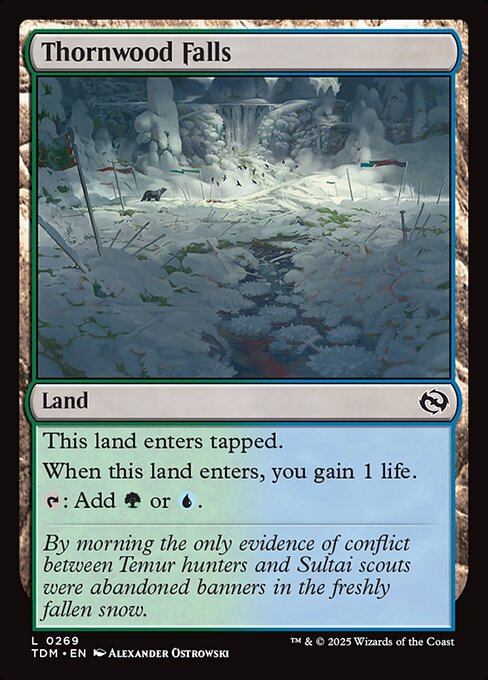 Thornwood Falls
Land
This land enters tapped.
When this land enters, you gain 1 life.
: Add or .
By morning the only evidence of conflict
between Temur hunters and Sultai scouts
were abandoned banners in the freshly
fallen snow.
L 0269
™ & © 2025 Wizards of the Coast
TDM • EN Alexander Ostrowski